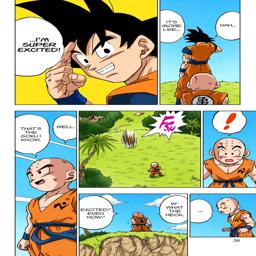 NAH...
IT'S
MORE
LIKE...
...I'M
SUPER
EXCITED!
!
...
W-
WHAT
THE
HECK.
EXCITED?
EVEN
NOW?
WELL...
THAT'S
THE
GOKU I
KNOW.